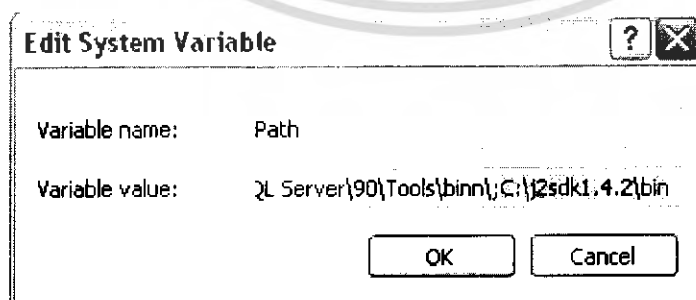 Edit System Variable ? X
Variable name: Path
Variable value: QL Server\90\Tools\binn\;C:\j2sdk1.4.2\bin
OK Cancel